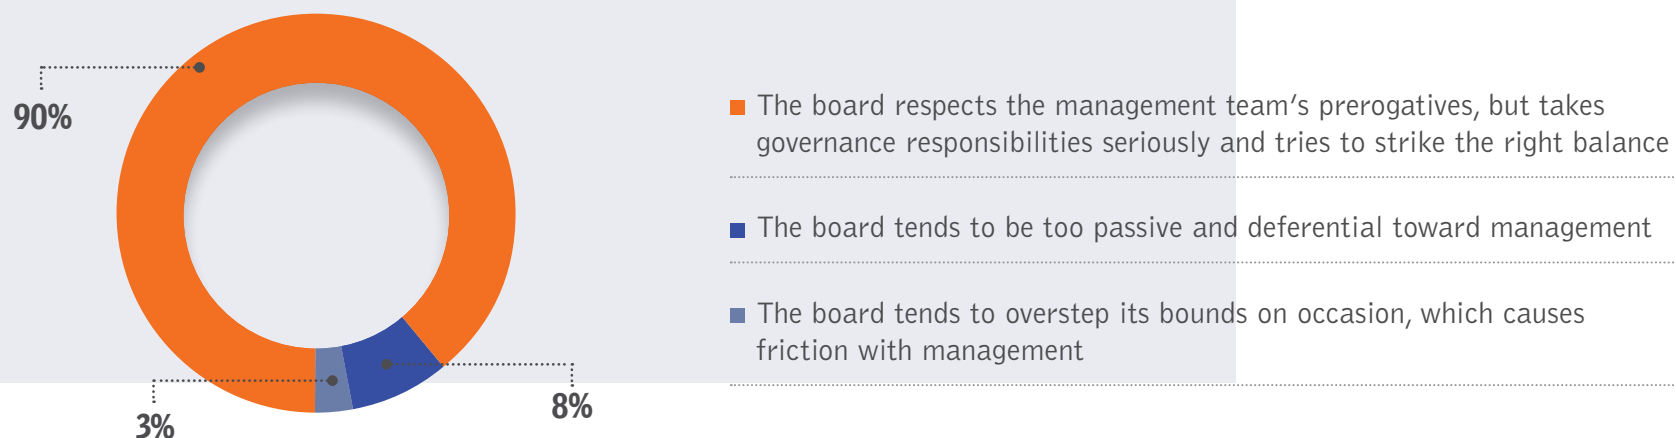 90%
The board respects the management team’s prerogatives, but takes
governance responsibilities seriously and tries to strike the right balance
The board tends to be too passive and deferential toward management
The board tends to overstep its bounds on occasion, which causes
friction with management
8%
3%